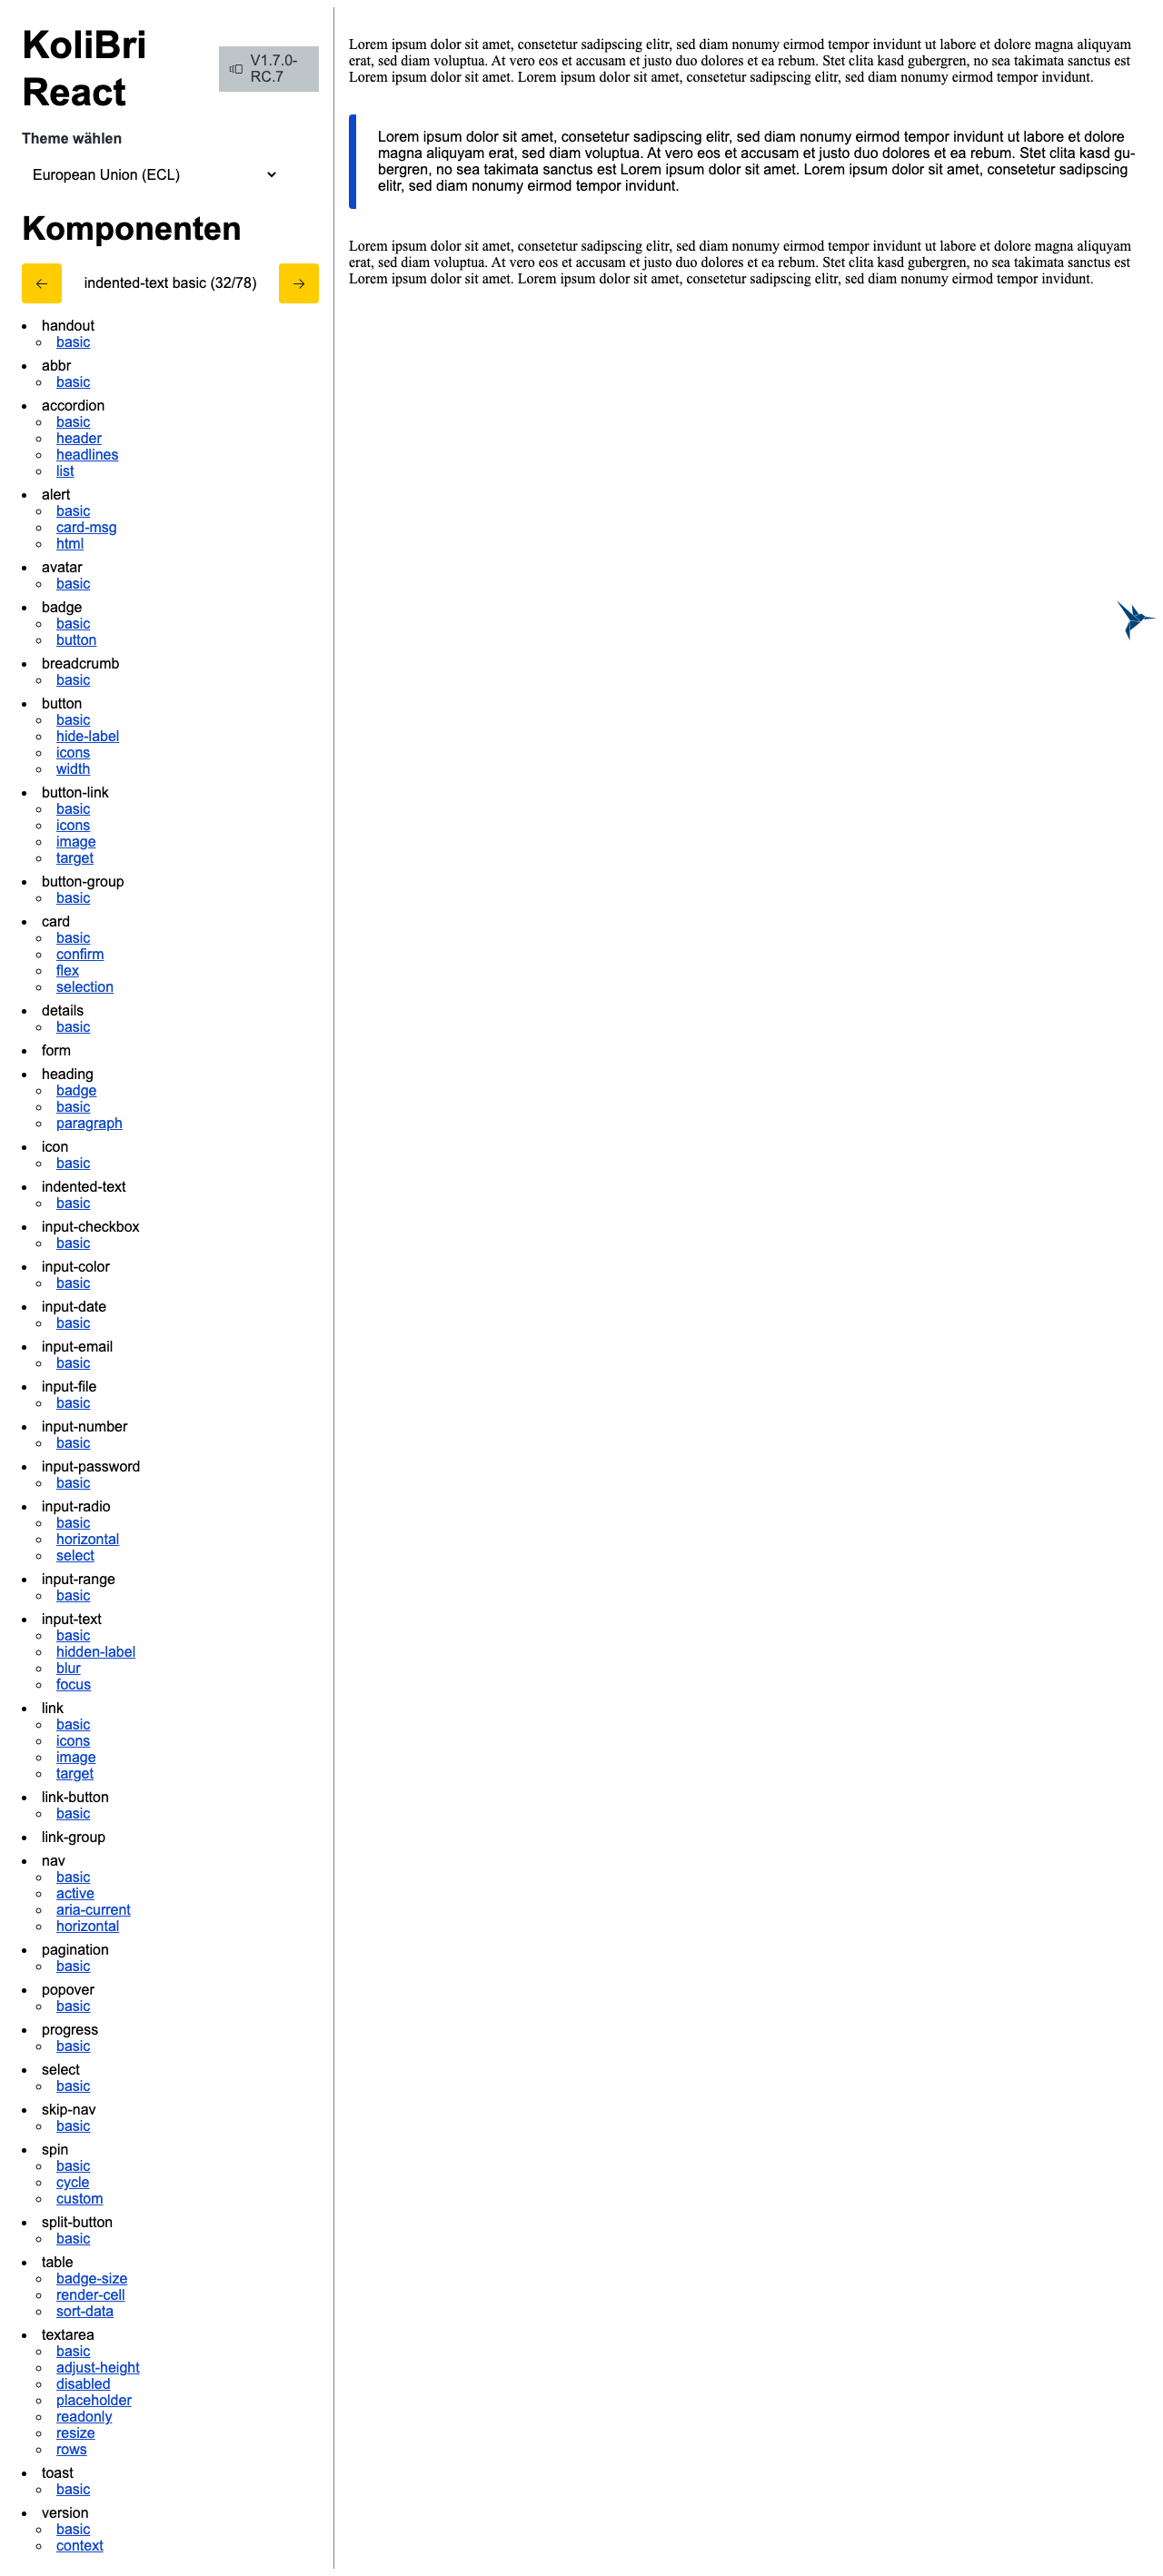 KoliBri
React
V1.7.0-
RC.7
Theme wählen
European Union (ECL)
Komponenten
indented-text basic (32/78)
handout
basic
abbr
basic
accordion
basic
header
headlines
list
alert
basic
card-msg
html
avatar
basic
badge
basic
button
breadcrumb
basic
button
basic
hide-label
icons
width
button-link
basic
icons
image
target
button-group
basic
card
basic
confirm
flex
selection
details
basic
form
heading
badge
basic
paragraph
icon
basic
indented-text
basic
input-checkbox
basic
input-color
basic
input-date
basic
input-email
basic
input-file
basic
input-number
basic
input-password
basic
input-radio
basic
horizontal
select
input-range
basic
input-text
basic
hidden-label
blur
focus
link
basic
icons
image
target
link-button
basic
link-group
nav
basic
active
aria-current
horizontal
pagination
basic
popover
basic
progress
basic
select
basic
skip-nav
basic
spin
basic
cycle
custom
split-button
basic
table
badge-size
render-cell
sort-data
textarea
basic
adjust-height
disabled
placeholder
readonly
resize
rows
toast
basic
version
basic
context
Lorem ipsum dolor sit amet, consetetur sadipscing elitr, sed diam nonumy eirmod tempor invidunt ut labore et dolore magna aliquyam
erat, sed diam voluptua. At vero eos et accusam et justo duo dolores et ea rebum. Stet clita kasd gubergren, no sea takimata sanctus est
Lorem ipsum dolor sit amet. Lorem ipsum dolor sit amet, consetetur sadipscing elitr, sed diam nonumy eirmod tempor invidunt.
Lorem ipsum dolor sit amet, consetetur sadipscing elitr, sed diam nonumy eirmod tempor invidunt ut labore et dolore
magna aliquyam erat, sed diam voluptua. At vero eos et accusam et justo duo dolores et ea rebum. Stet clita kasd gu-
bergren, no sea takimata sanctus est Lorem ipsum dolor sit amet. Lorem ipsum dolor sit amet, consetetur sadipscing
elitr, sed diam nonumy eirmod tempor invidunt.
Lorem ipsum dolor sit amet, consetetur sadipscing elitr, sed diam nonumy eirmod tempor invidunt ut labore et dolore magna aliquyam
erat, sed diam voluptua. At vero eos et accusam et justo duo dolores et ea rebum. Stet clita kasd gubergren, no sea takimata sanctus est
Lorem ipsum dolor sit amet. Lorem ipsum dolor sit amet, consetetur sadipscing elitr, sed diam nonumy eirmod tempor invidunt.